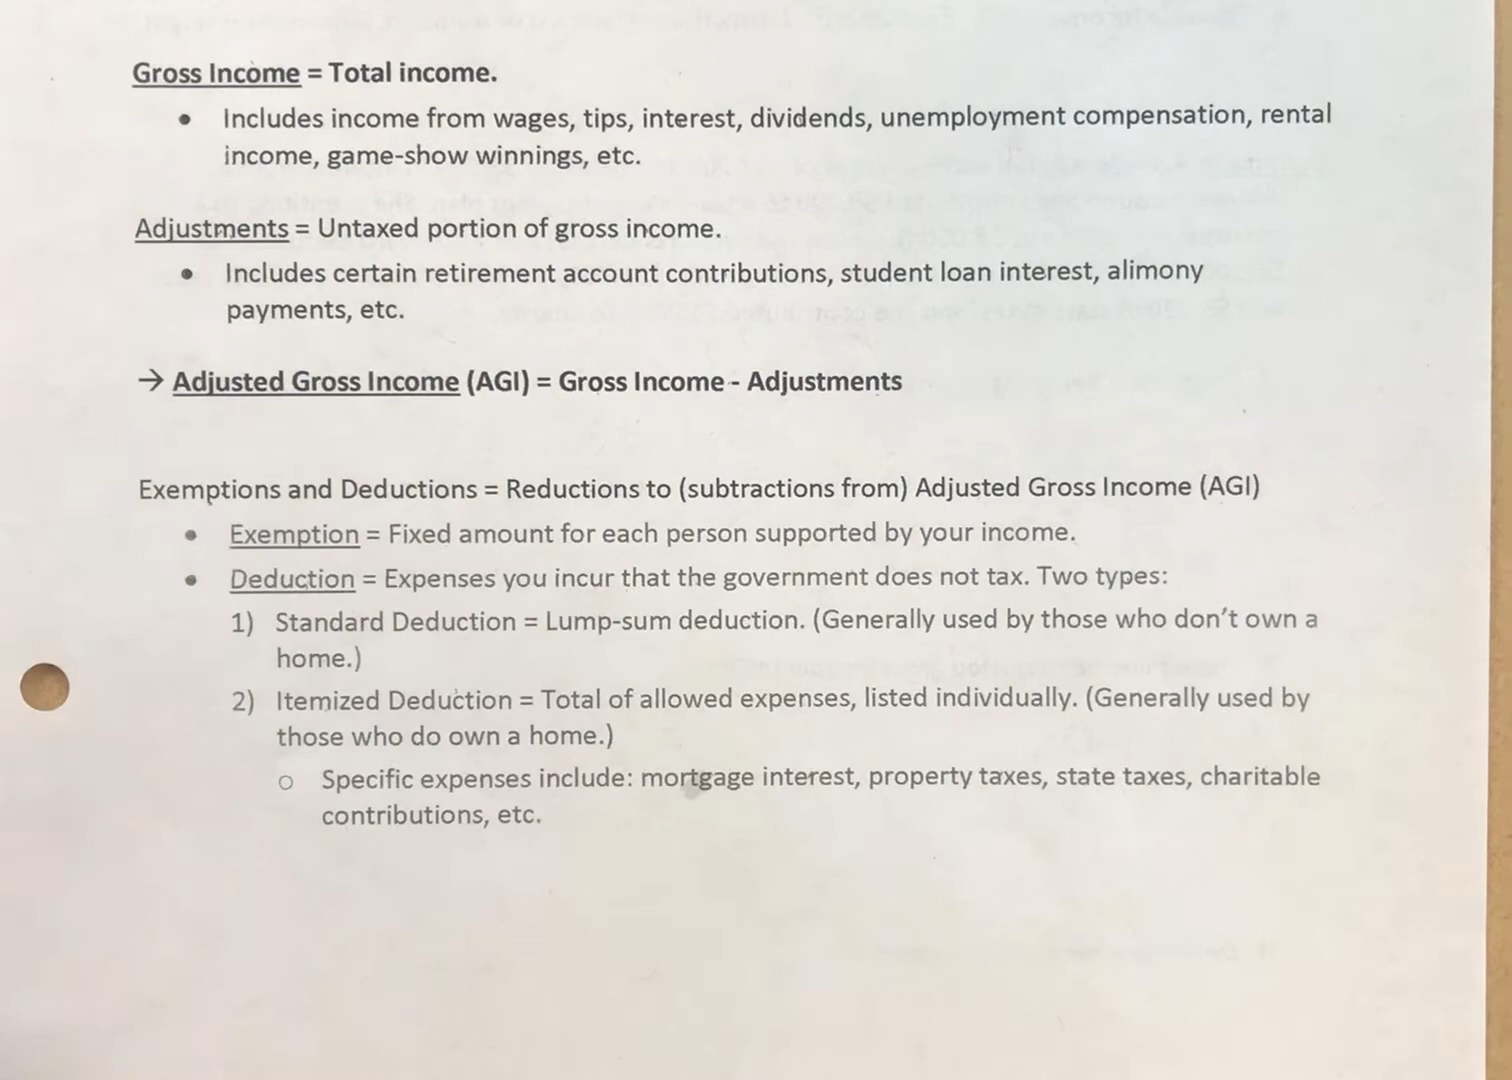 Gross Income = Total income.
• Includes income from wages, tips, interest, dividends, unemployment compensation, rental
income, game-show winnings, etc.
Adjustments = Untaxed portion of gross income.
• Includes certain retirement account contributions, student loan interest, alimony
payments, etc.
→ Adjusted Gross Income (AGI) = Gross Income - Adjustments
Exemptions and Deductions = Reductions to (subtractions from) Adjusted Gross Income (AGI)
• Exemption = Fixed amount for each person supported by your income.
• Deduction = Expenses you incur that the government does not tax. Two types:
1) Standard Deduction = Lump-sum deduction. (Generally used by those who don’t own a
home.)
2) Itemized Deduction = Total of allowed expenses, listed individually. (Generally used by
those who do own a home.)
o Specific expenses include: mortgage interest, property taxes, state taxes, charitable
contributions, etc.